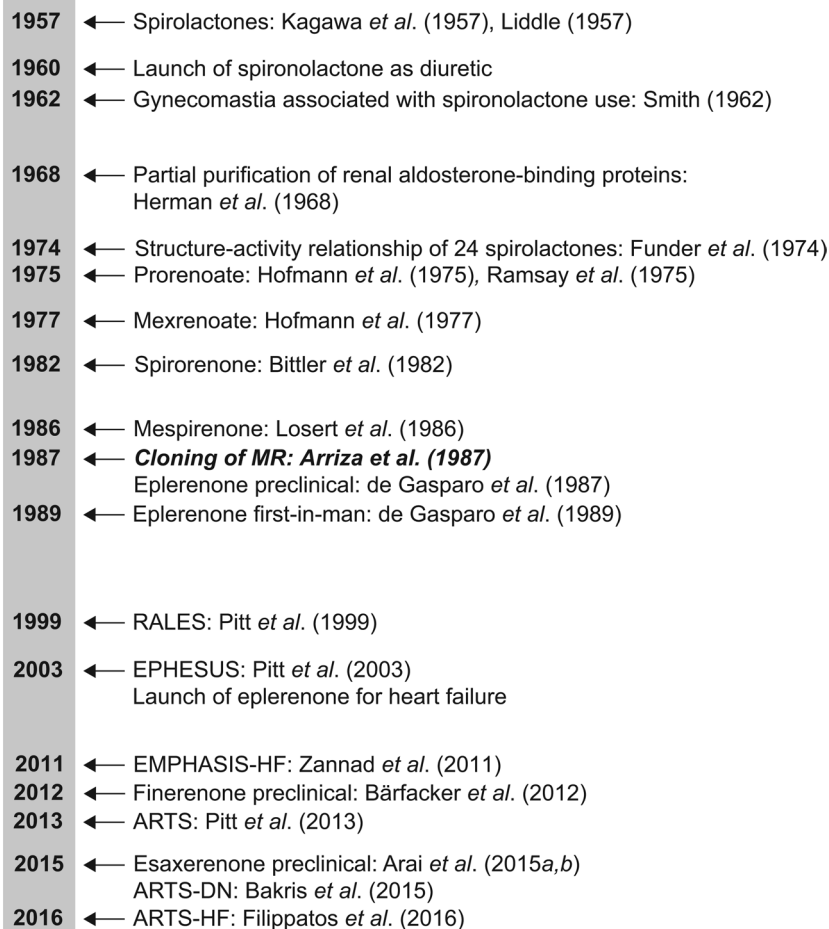 1957 Spirolactones: Kagawa et al. (1957), Liddle (1957)
1960 Launch of spironolactone as diuretic
1962 Gynecomastia associated with spironolactone use: Smith (1962)
1968 Partial purification of renal aldosterone-binding proteins:
Herman et al. (1968)
1974 Structure-activity relationship of 24 spirolactones: Funder et al. (1974)
1975 Prorenoate: Hofmann et al. (1975), Ramsay et al. (1975)
1977 Mexrenoate: Hofmann et al. (1977)
1982 Spirorenone: Bittler et al. (1982)
1986 Mespirenone: Losert et al. (1986)
1987 Cloning of MR: Arriza et al. (1987)
Eplerenone preclinical: de Gasparo et al. (1987)
1989 Eplerenone first-in-man: de Gasparo et al. (1989)
1999 RALES: Pitt et al. (1999)
2003 EPHESUS: Pitt et al. (2003)
Launch of eplerenone for heart failure
2011 EMPHASIS-HF: Zannad et al. (2011)
2012 Finerenone preclinical: Bärfacker et al. (2012)
2013 ARTS: Pitt et al. (2013)
2015 Esaxerenone preclinical: Arai et al. (2015a,b)
ARTS-DN: Bakris et al. (2015)
2016 ARTS-HF: Filippatos et al. (2016)